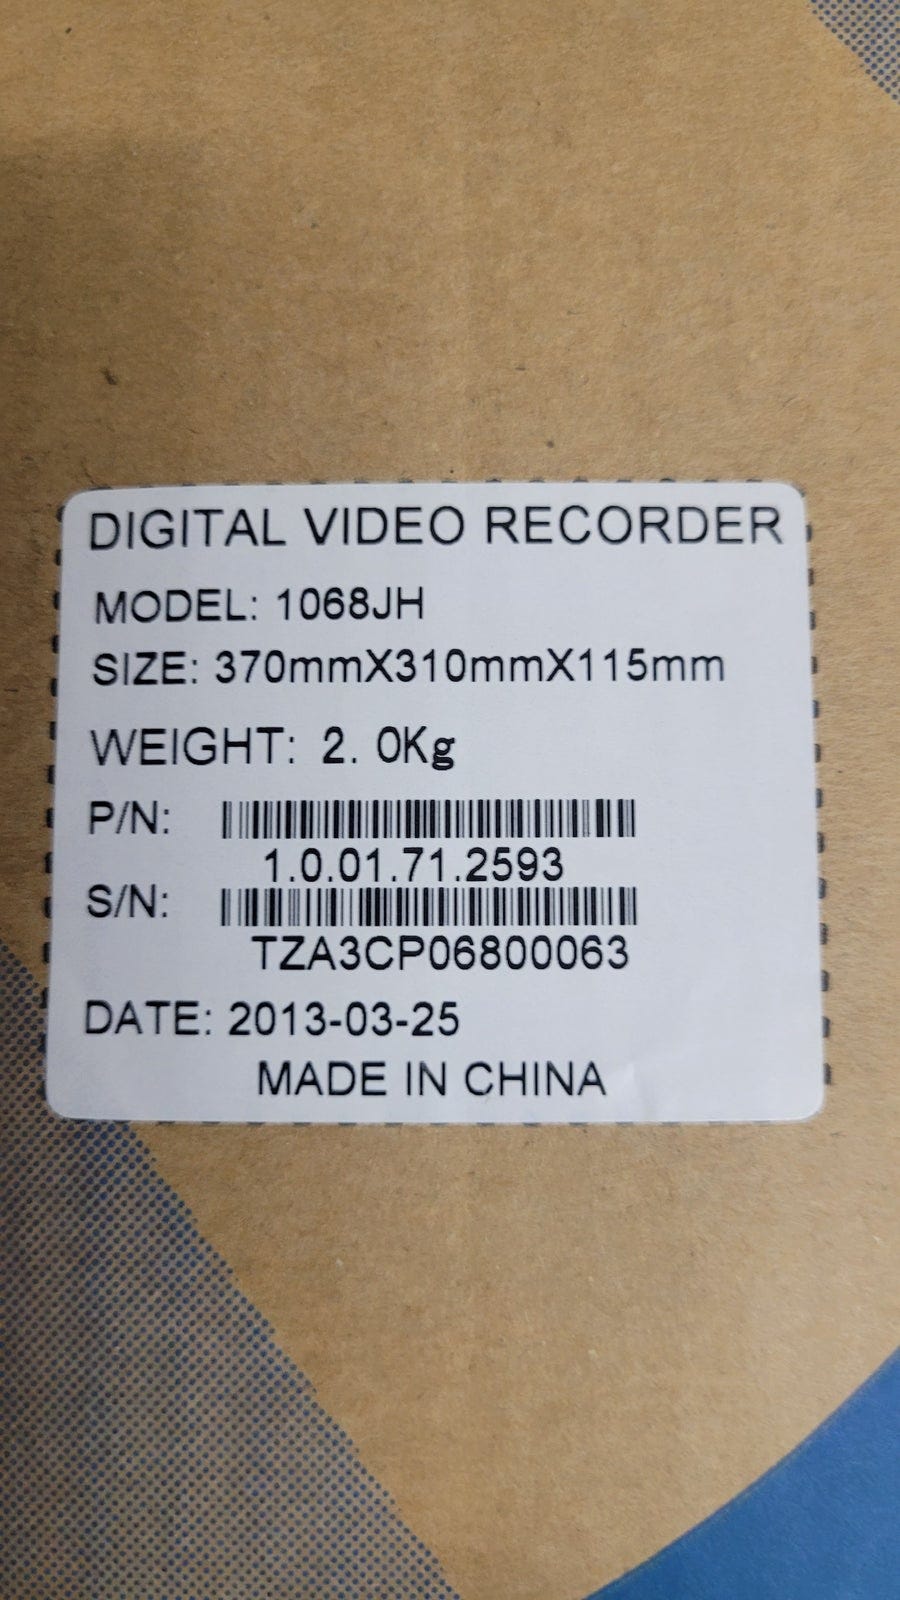 DIGITAL VIDEO RECORDER
MODEL: 1068JH
SIZE: 370mmX310mmX115mm
WEIGHT: 2. 0Kg
P/N:
1.0.01.71.2593
S/N:
TZA3CP06800063
DATE: 2013-03-25
MADE IN CHINA